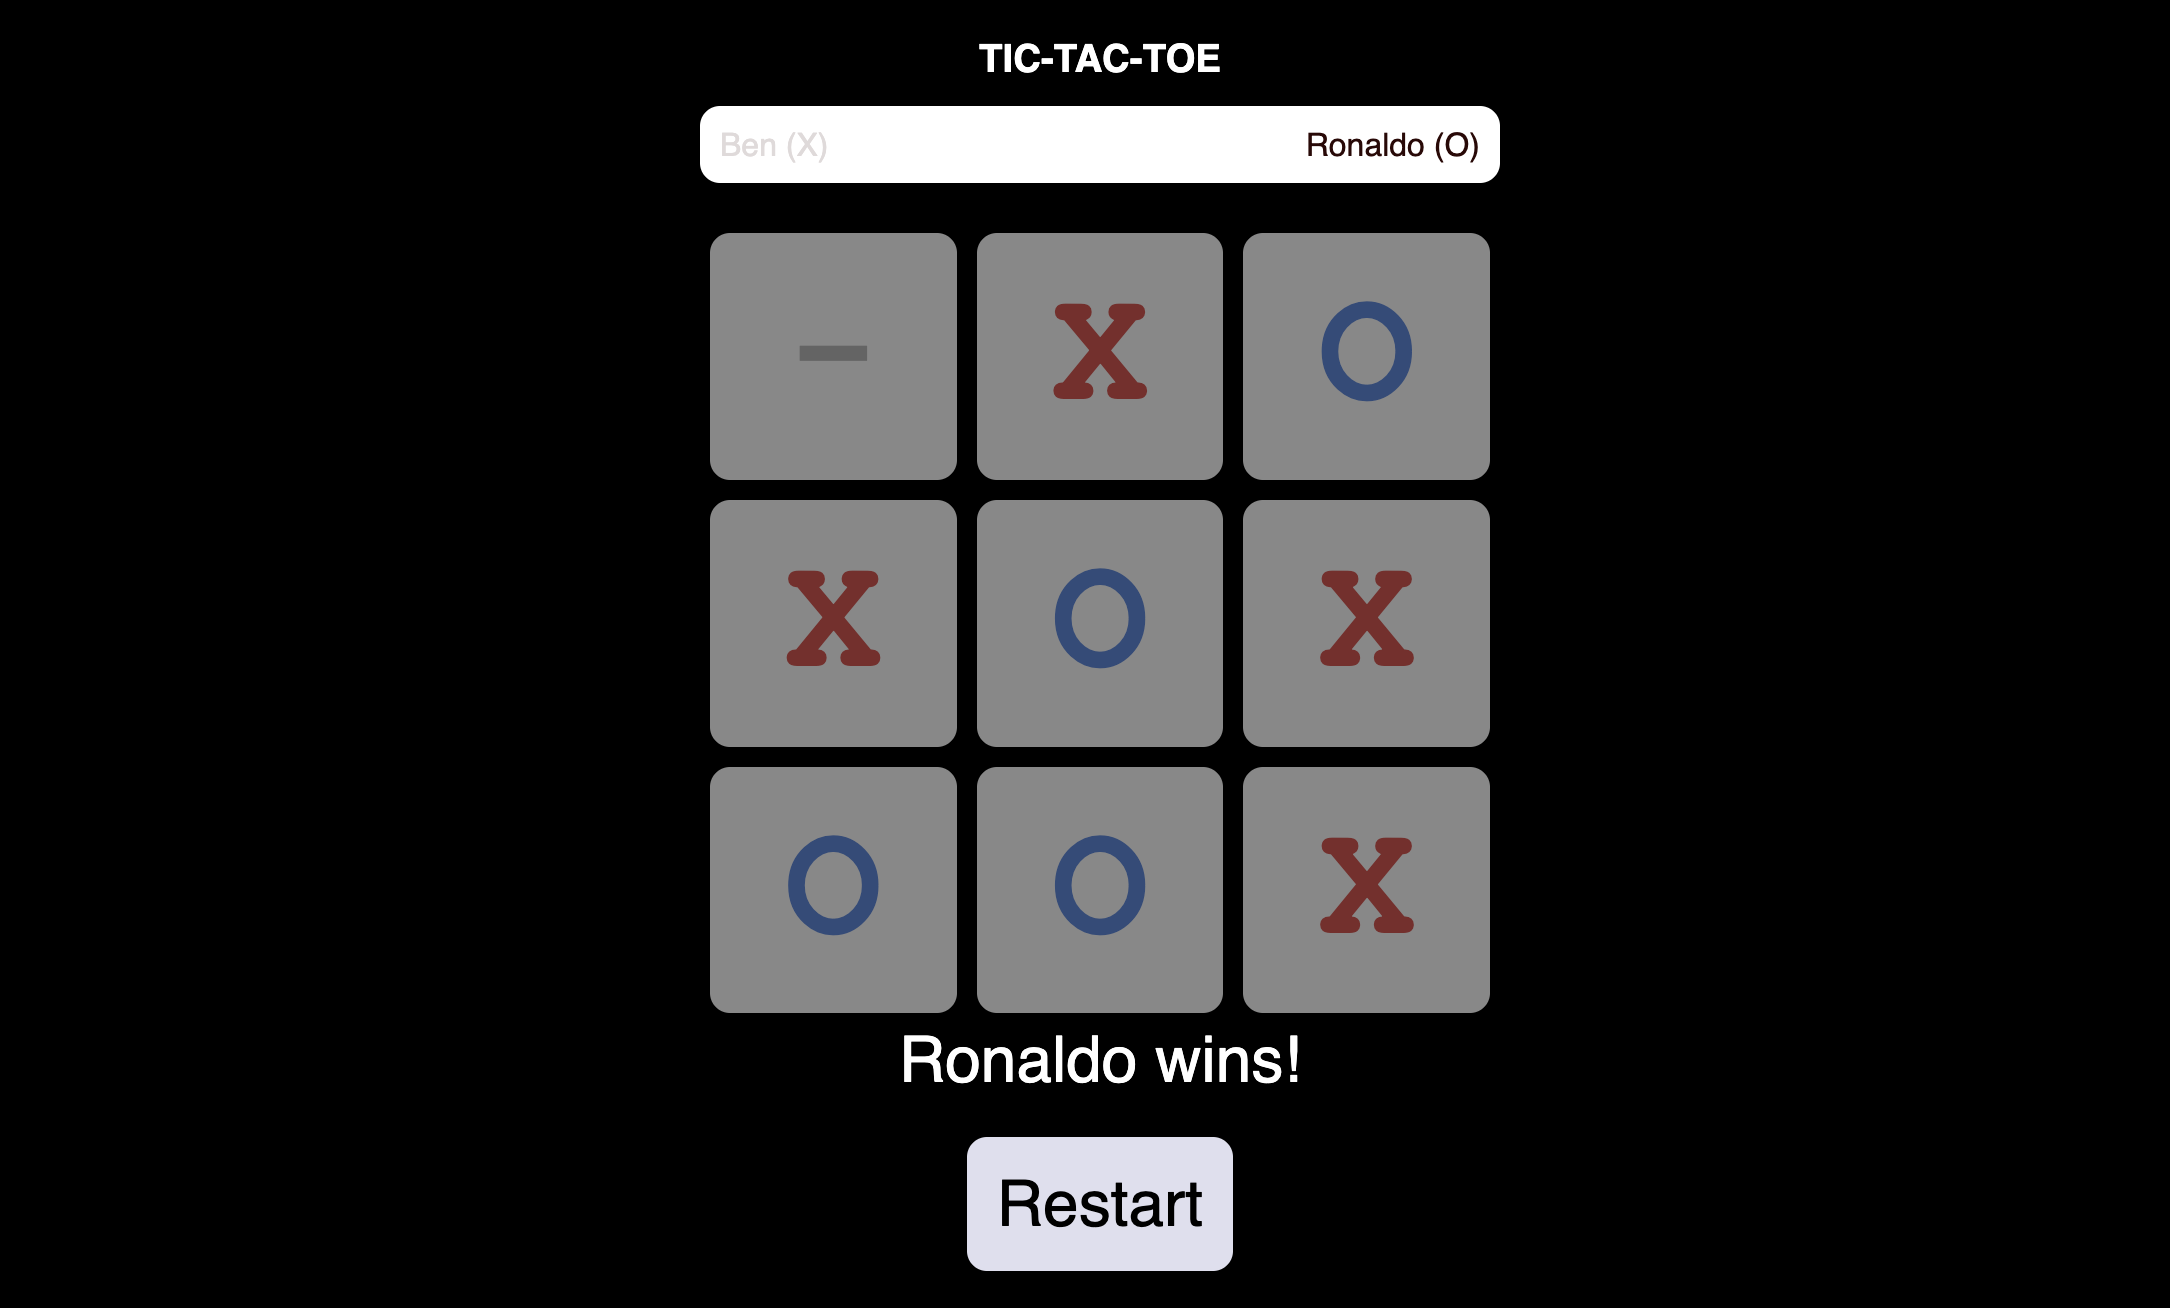 TIC-TAC-TOE
Ben (X) Ronaldo (O)
— X O
X O X
O O X
Ronaldo wins!
Restart